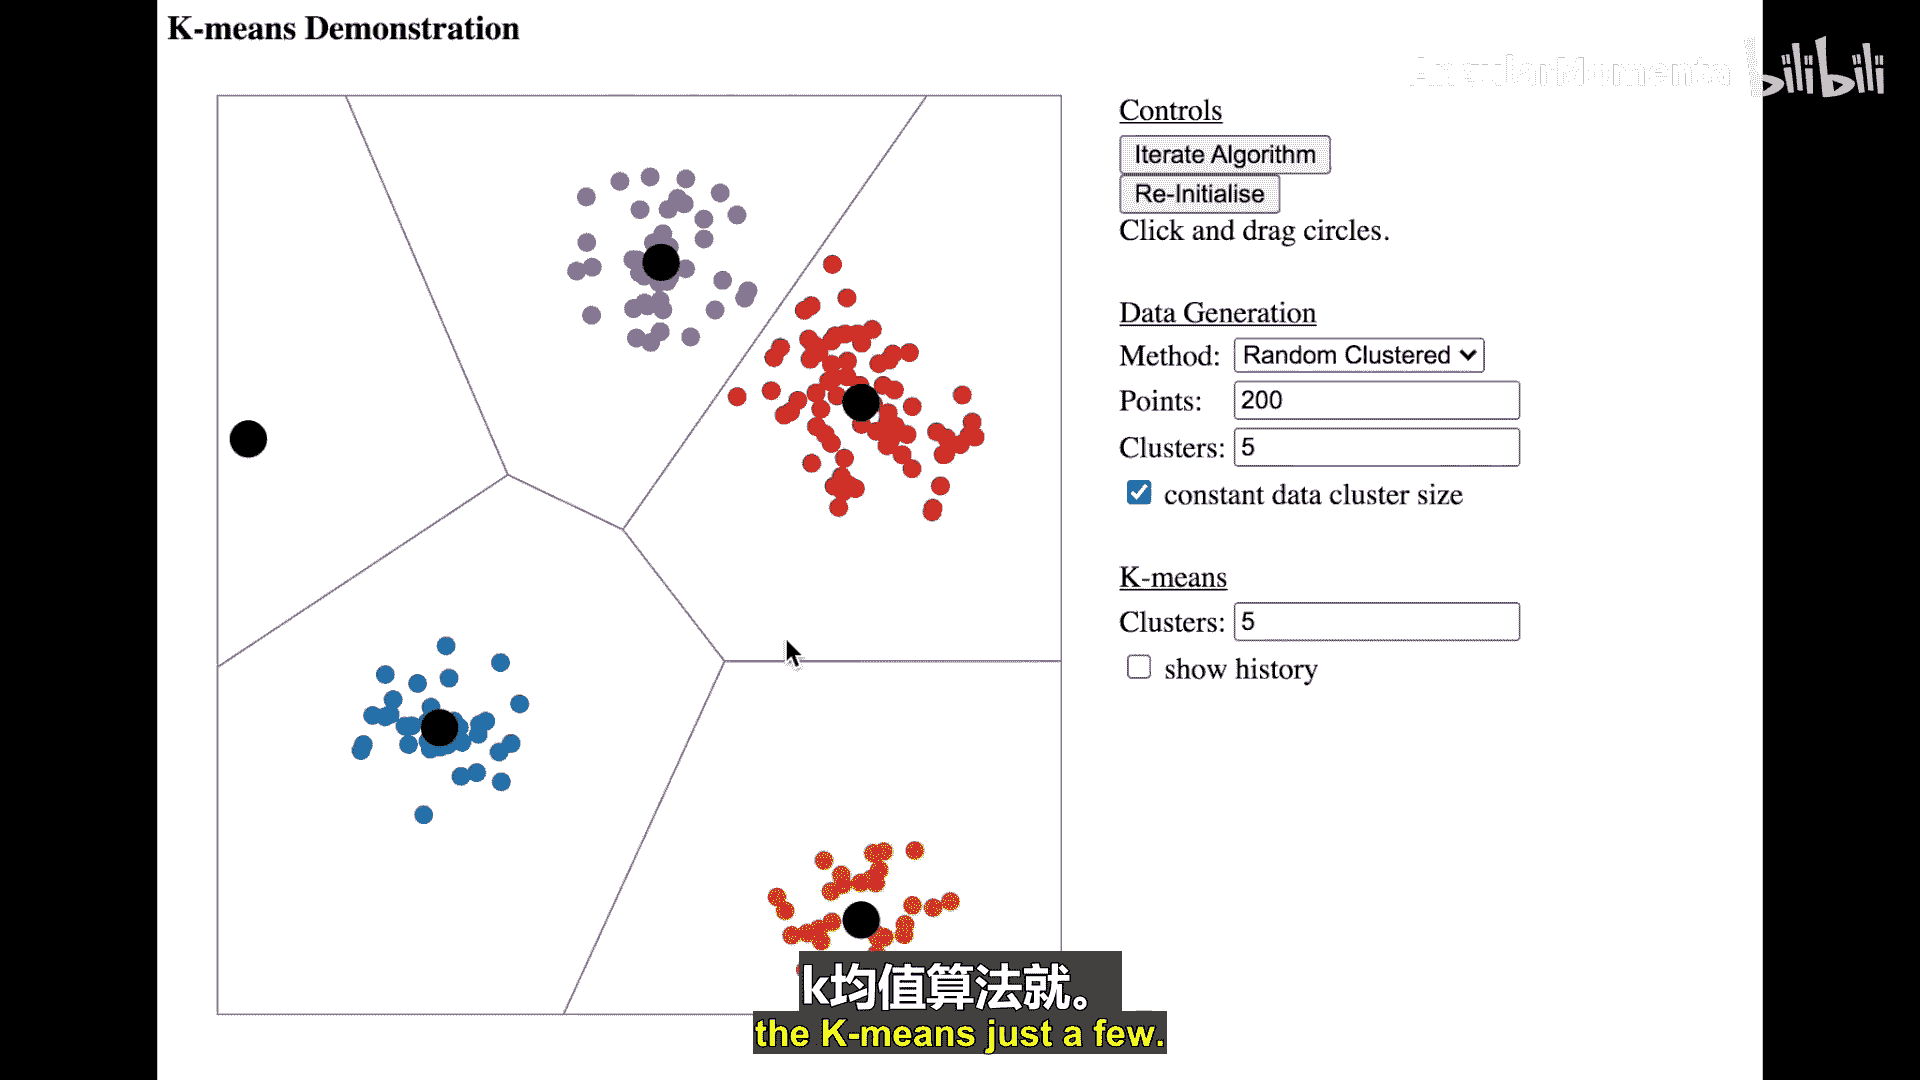 K-means Demonstration
AngularMomenta bilibili
Controls
Iterate Algorithm
Re-Initialise
Click and drag circles.
Data Generation
Method: Random Clustered
Points: 200
Clusters: 5
constant data cluster size
K-means
Clusters: 5
show history
k均值算法就。
the K-means just a few.